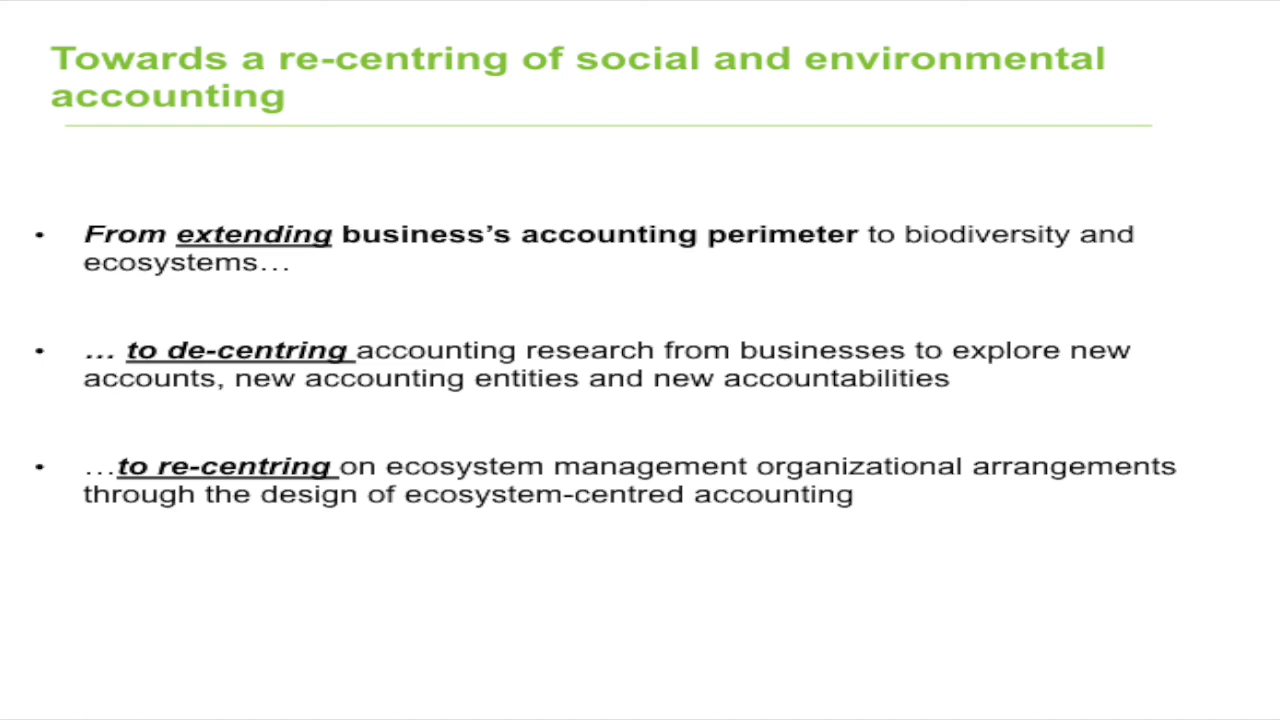 Towards a re-centring of social and environmental
accounting
• From extending business’s accounting perimeter to biodiversity and
ecosystems…
• … to de-centring accounting research from businesses to explore new
accounts, new accounting entities and new accountabilities
• …to re-centring on ecosystem management organizational arrangements
through the design of ecosystem-centred accounting